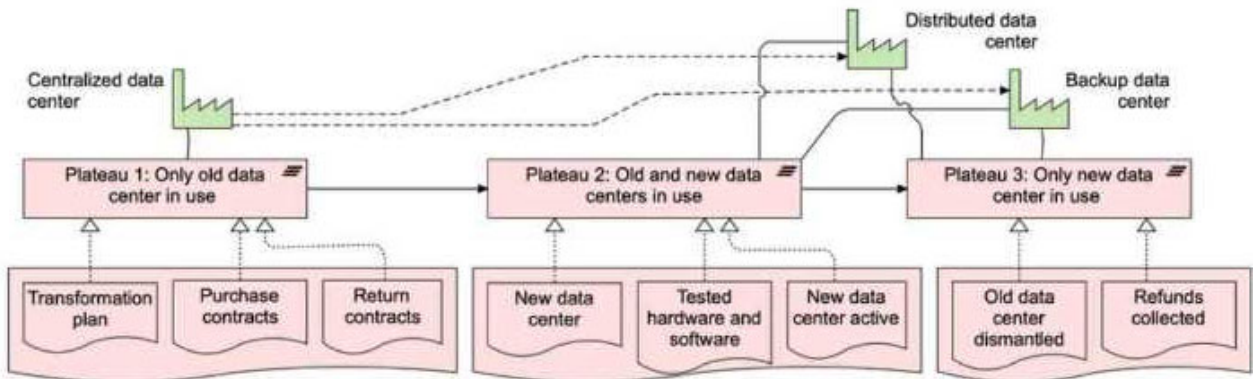 Distributed data
center
Centralized data
center
Backup data
center
Plateau 1: Only old data
center in use
Plateau 2: Old and new data
centers in use
Plateau 3: Only new data
center in use
Transformation
plan
Purchase
contracts
Return
contracts
New data
center
Tested
hardware and
software
New data
center active
Old data
center
dismantled
Refunds
collected